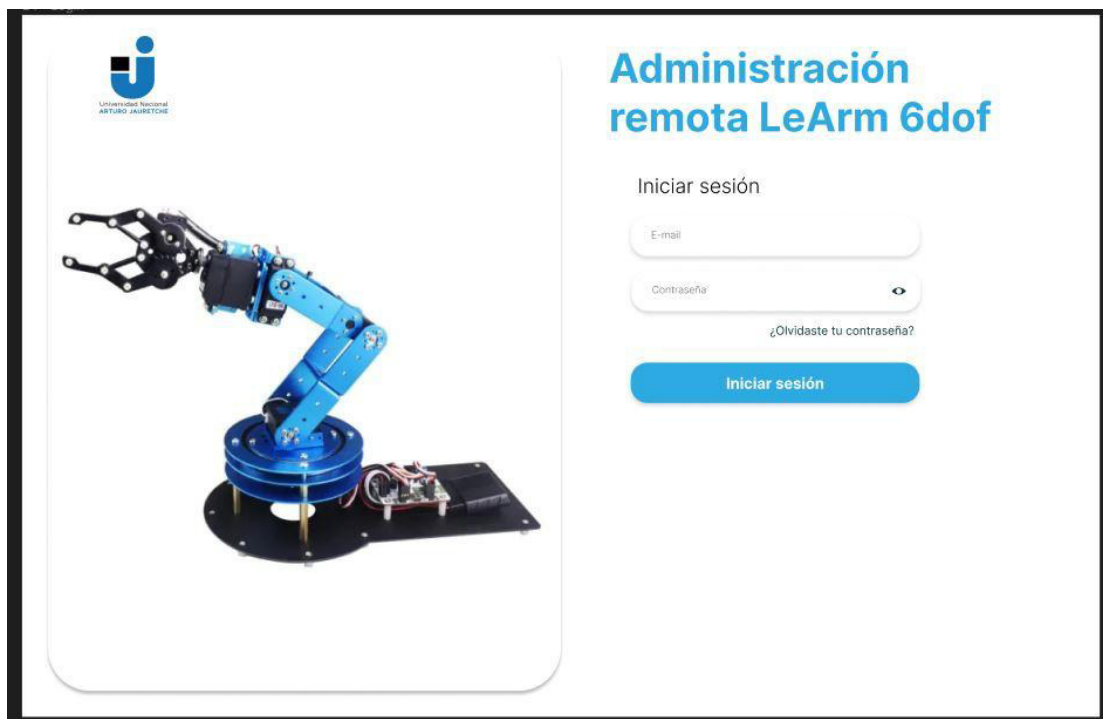 Universidad Nacional
ARTURO JAURETCHE
Administración
remota LeArm 6dof
Iniciar sesión
E-mail
Contraseña
¿Olvidaste tu contraseña?
Iniciar sesión